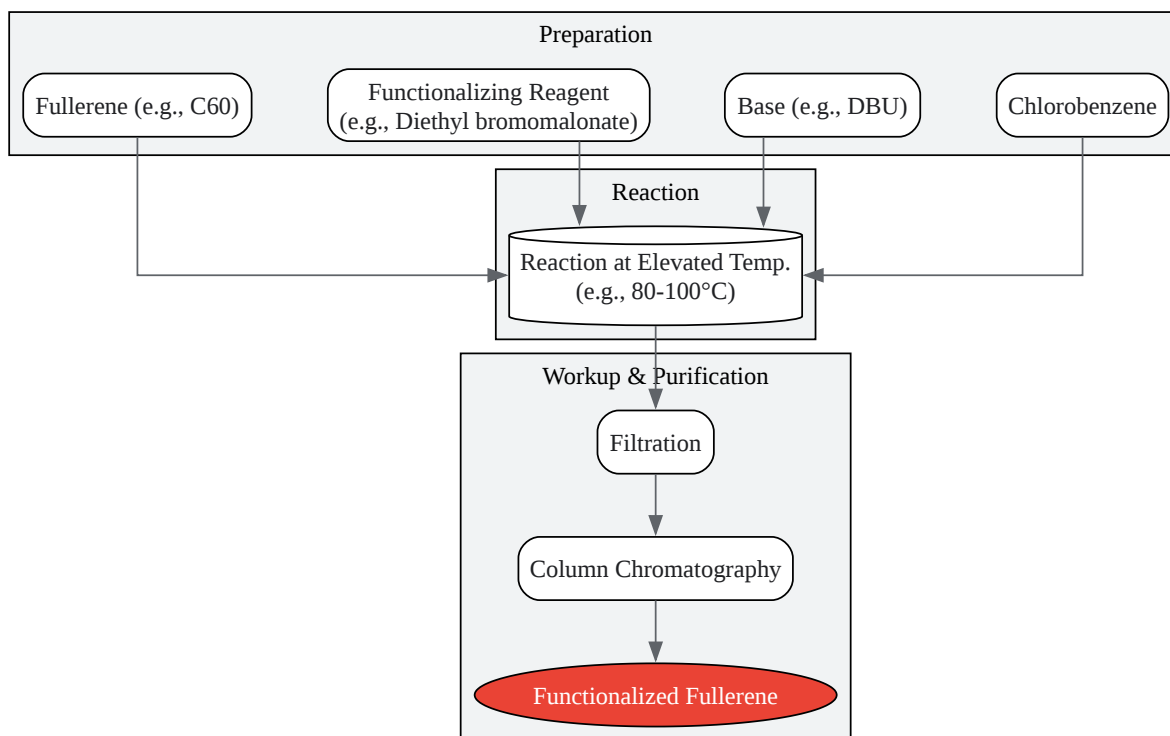 Preparation
Fullerene (e.g., C60)
Functionalizing Reagent
(e.g., Diethyl bromomalonate)
Base (e.g., DBU)
Chlorobenzene
Reaction
Reaction at Elevated Temp.
(e.g., 80-100°C)
Workup & Purification
Filtration
Column Chromatography
Functionalized Fullerene